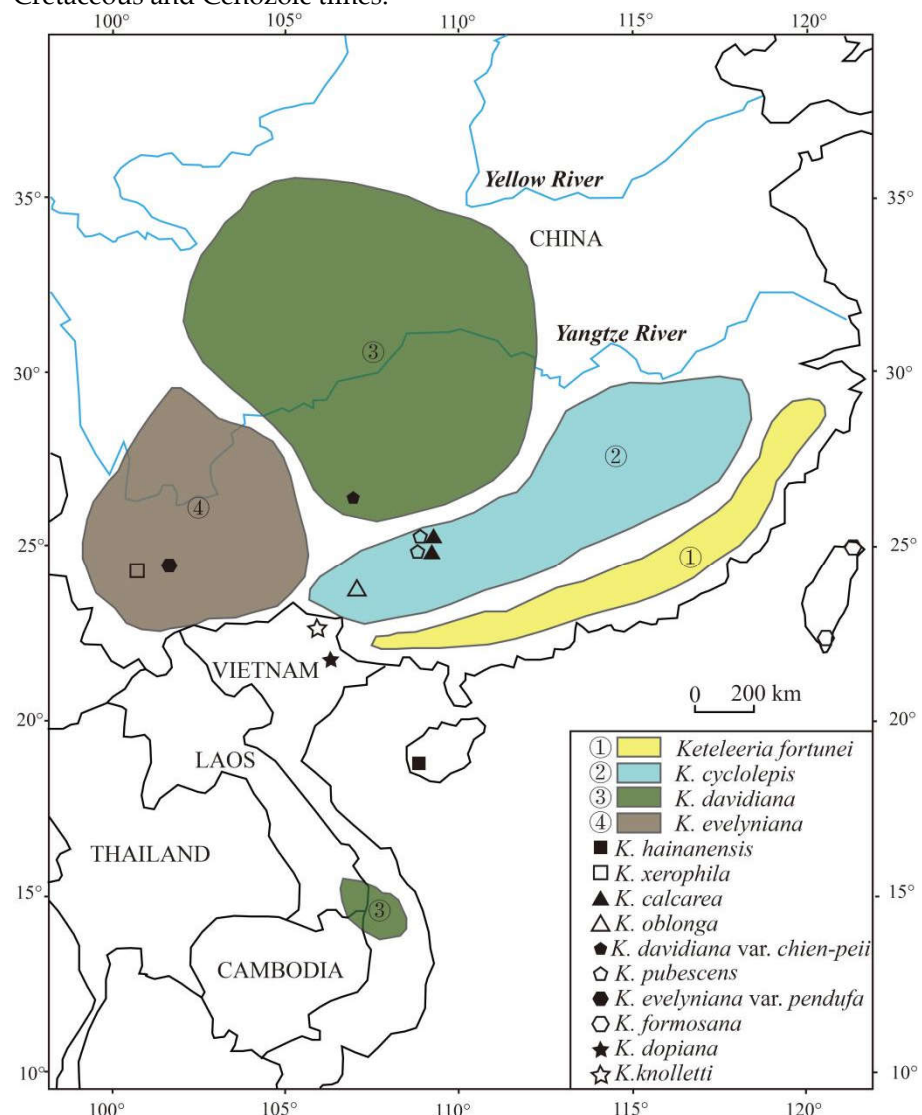 Cretaceous and Cenozoic times.
100° 105° 110° 115° 120°
Yellow River
35° 35°
CHINA
Yangtze River
③
30° 30°
②
④
25° 25°
①
VIETNAM
0 200 km
20° 20°
LAOS
① Keteleeria fortunei
② K. cyclolepis
③ K. davidiana
④ K. evelyniana
THAILAND
K. hainanensis
K. xerophila
15° 15°
K. calcarea
③
K. oblonga
K. davidiana var. chien-peii
CAMBODIA
K. pubescens
K. evelyniana var. pendufa
K. formosana
K. dopiana
10° 10°
K.knolletti
100° 105° 110° 115° 120°